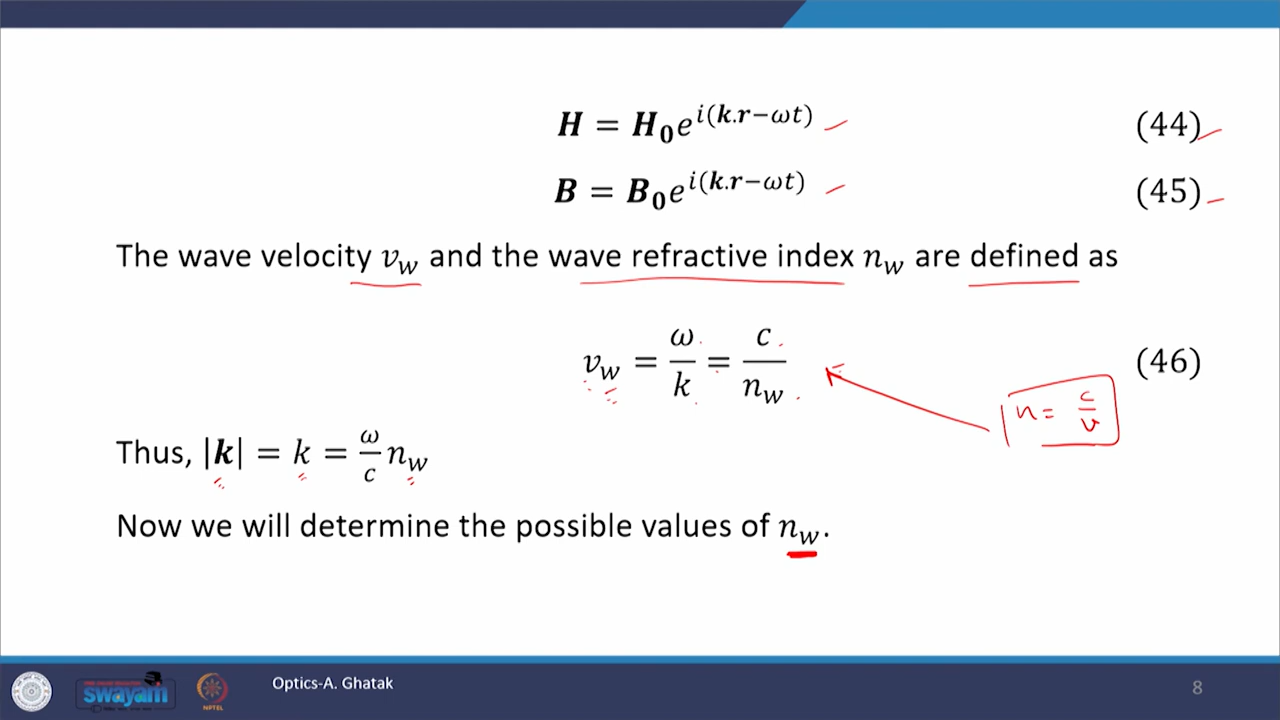 H = H₀e^{i(k.r−ωt)} (44)
B = B₀e^{i(k.r−ωt)} (45)
The wave velocity v_w and the wave refractive index n_w are defined as
v_w = ω/k = c/n_w (46)
n = c/v
Thus, |k| = k = ω/c n_w
Now we will determine the possible values of n_w.
swayam
NPTEL
Optics-A. Ghatak
8